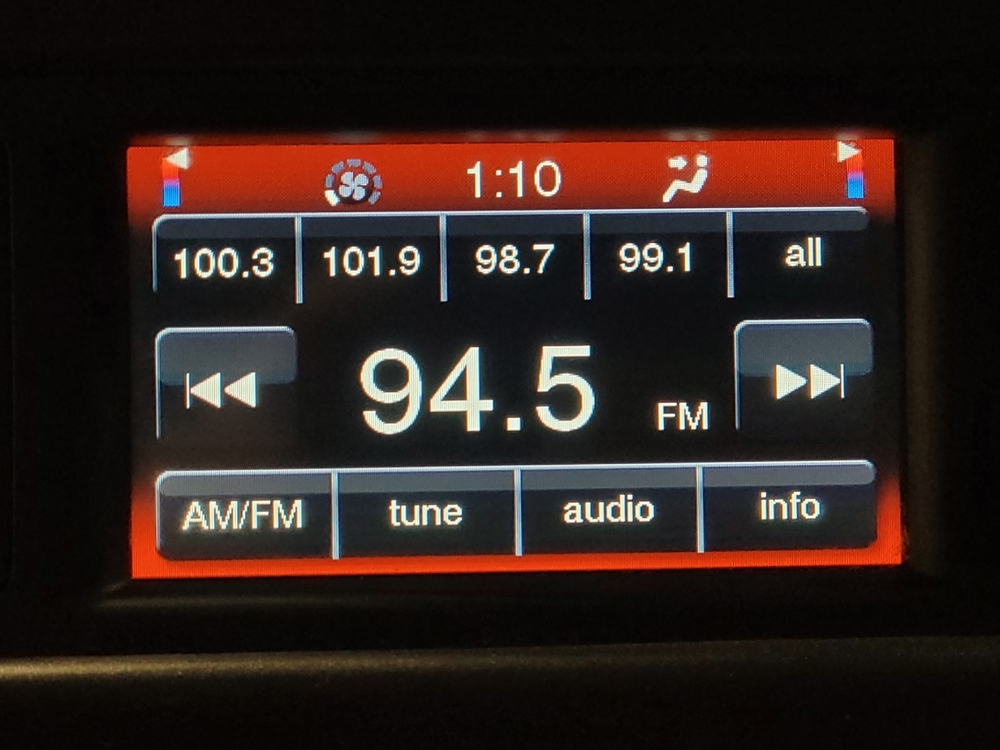 1:10
100.3 101.9 98.7 99.1 all
94.5 FM
AM/FM tune audio info